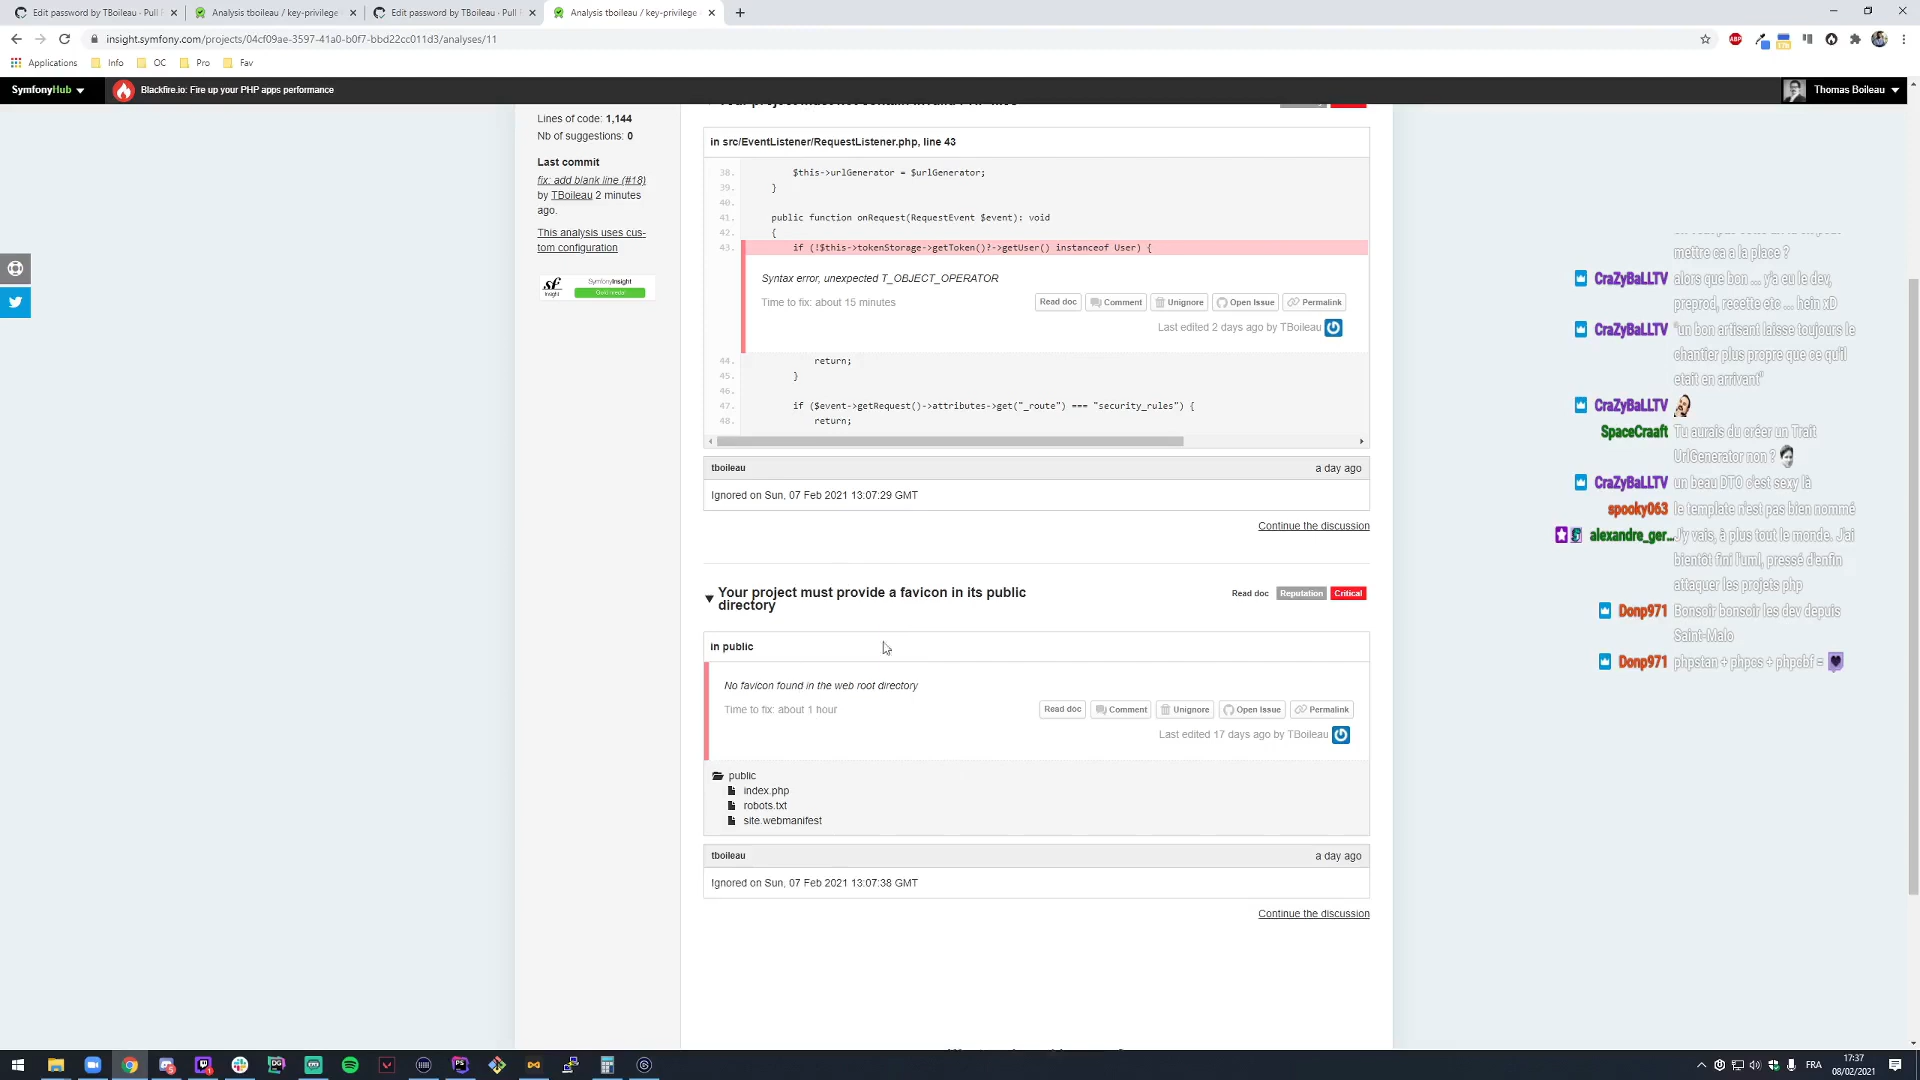 Edit password by TBoileau · Pull
Analysis tboileau / key-privilege
Edit password by TBoileau · Pull
Analysis tboileau / key-privilege
insight.symfony.com/projects/04cf09ae-3597-41a0-b0f7-bbd22cc011d3/analyses/11
Applications
Info
OC
Pro
Fav
SymfonyHub
Blackfire.io: Fire up your PHP apps performance
Thomas Boileau
Lines of code: 1,144
Nb of suggestions: 0
Last commit
fix: add blank line (#18)
by TBoileau 2 minutes
ago.
This analysis uses cus-
tom configuration
SymfonyInsight
in src/EventListener/RequestListener.php, line 43
38. $this->urlGenerator = $urlGenerator;
39. }
40.
41. public function onRequest(RequestEvent $event): void
42. {
43. if (!$this->tokenStorage->getToken()?->getUser() instanceof User) {
Syntax error, unexpected T_OBJECT_OPERATOR
Time to fix: about 15 minutes
Read doc Comment Unignore Open Issue Permalink
Last edited 2 days ago by TBoileau
44. return;
45. }
46.
47. if ($event->getRequest()->attributes->get("_route") === "security_rules") {
48. return;
tboileau a day ago
Ignored on Sun, 07 Feb 2021 13:07:29 GMT
Continue the discussion
Your project must provide a favicon in its public
directory
Read doc Reputation Critical
in public
No favicon found in the web root directory
Time to fix: about 1 hour
Read doc Comment Unignore Open Issue Permalink
Last edited 17 days ago by TBoileau
public
index.php
robots.txt
site.webmanifest
tboileau a day ago
Ignored on Sun, 07 Feb 2021 13:07:38 GMT
Continue the discussion
mettre ca a la place ?
CraZyBaLLTV alors que bon ... y'a eu le dev,
preprod, recette etc ... hein xD
CraZyBaLLTV "un bon artisant laisse toujours le
chantier plus propre que ce qu'il
etait en arrivant"
CraZyBaLLTV
SpaceCraaft Tu aurais du créer un Trait
UrlGenerator non ?
CraZyBaLLTV un beau DTO c'est sexy là
spooky063 le template n'est pas bien nommé
alexandre_ger... J'y vais, à plus tout le monde. J'ai
bientôt fini l'uml, pressé d'enfin
attaquer les projets php
Donp971 Bonsoir bonsoir les dev depuis
Saint-Malo
Donp971 phpstan + phpcs + phpcbf =
FRA
17:37
08/02/2021